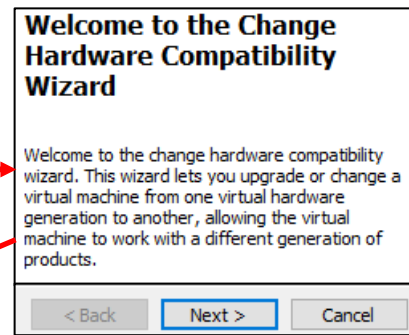 Welcome to the Change
Hardware Compatibility
Wizard
Welcome to the change hardware compatibility
wizard. This wizard lets you upgrade or change a
virtual machine from one virtual hardware
generation to another, allowing the virtual
machine to work with a different generation of
products.
< Back Next > Cancel